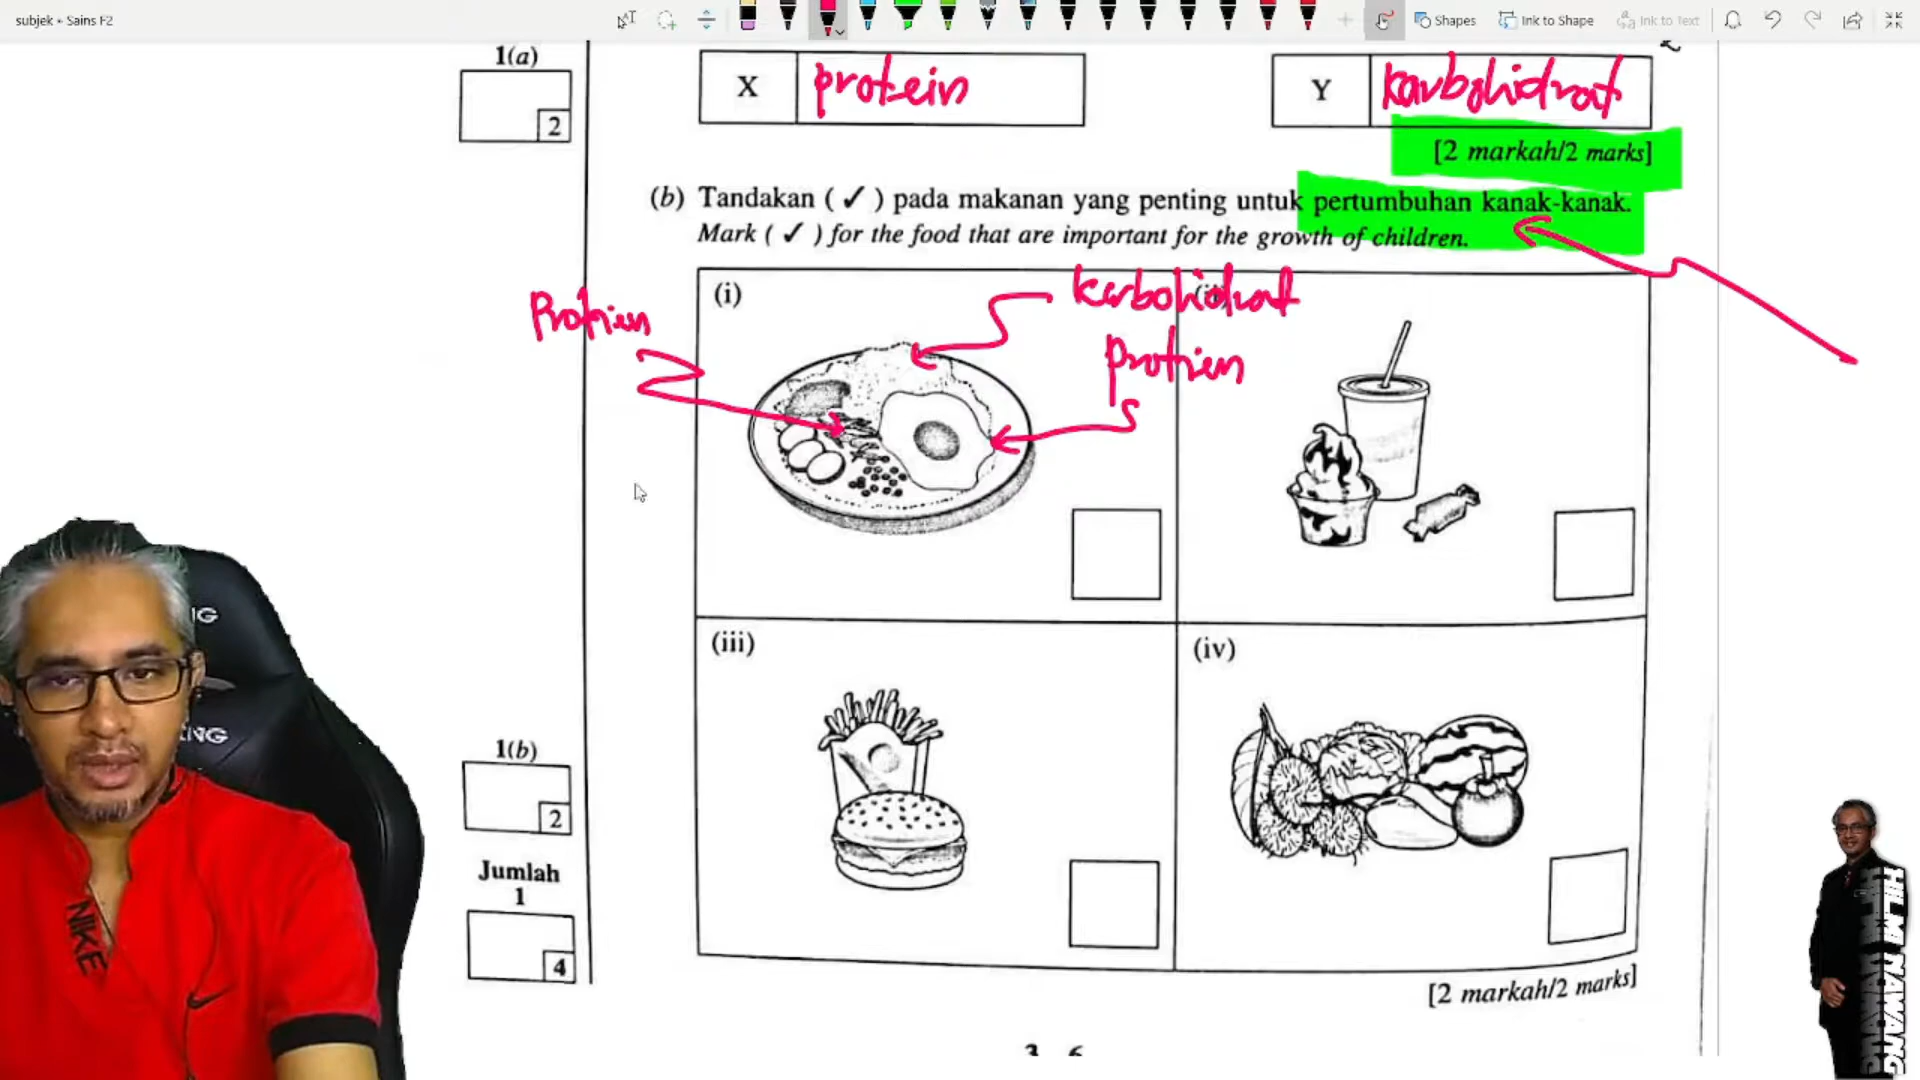 subjek - Sains F2
Shapes
Ink to Shape
Ink to Text
1(a)
2
X
protein
Y
karbohidrat
[2 markah/2 marks]
(b) Tandakan ( ✓ ) pada makanan yang penting untuk pertumbuhan kanak-kanak.
Mark ( ✓ ) for the food that are important for the growth of children.
(i)
karbohidrat
Protien
Protien
(iii)
(iv)
1(b)
2
Jumlah
1
4
[2 markah/2 marks]
NIKE
HILMI NAWANG